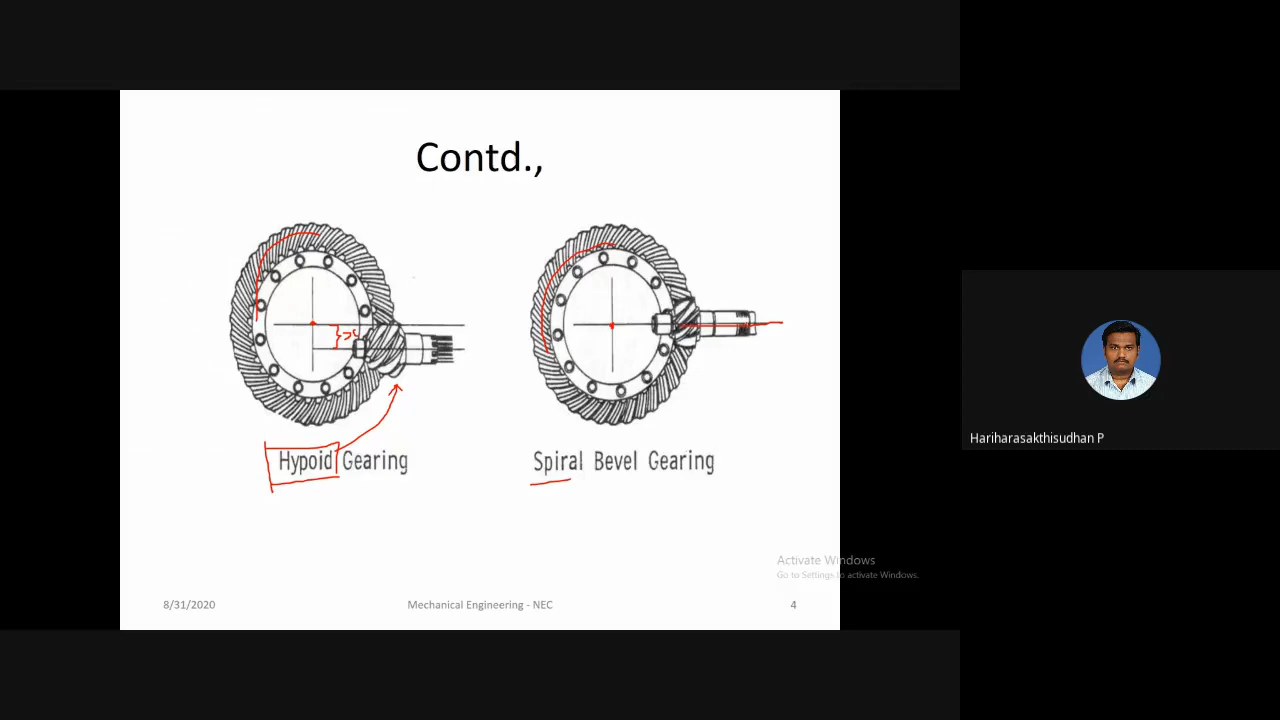 Contd.,
x
Hypoid Gearing
Spiral Bevel Gearing
Hariharasakthisudhan P
Activate Windows
Go to Settings to activate Windows.
8/31/2020
Mechanical Engineering - NEC
4